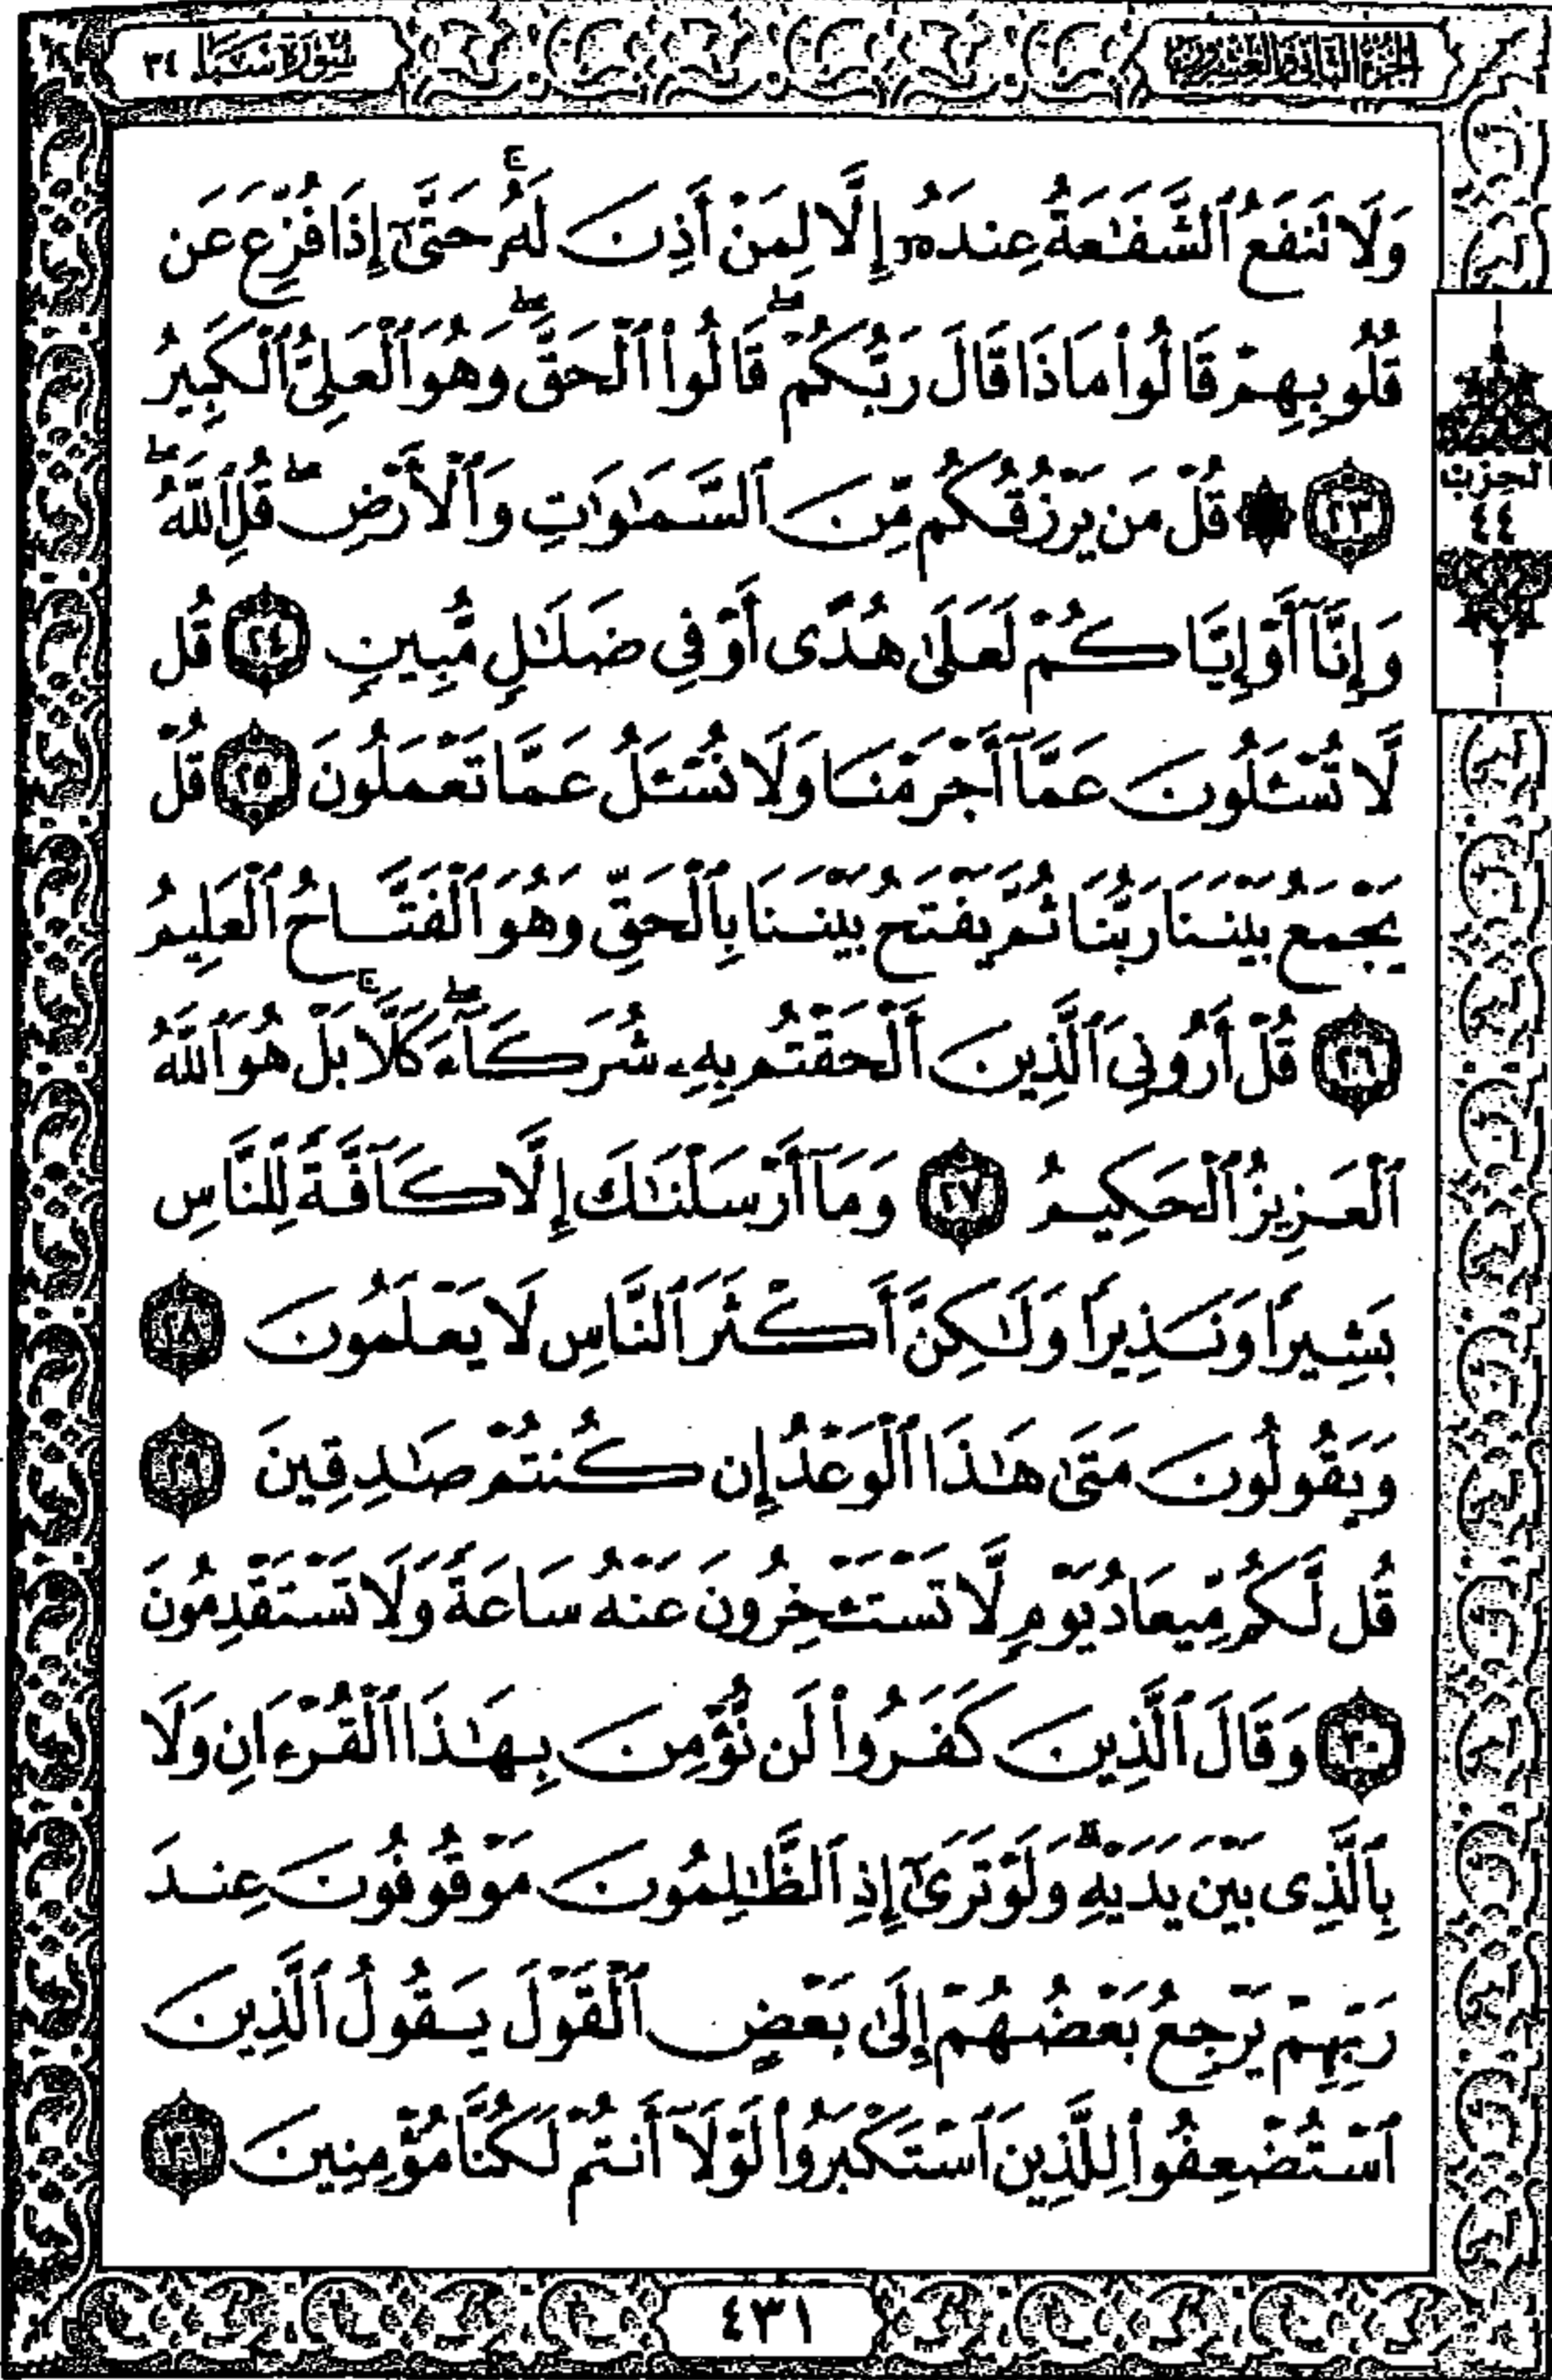 الجزء الثاني والعشرون
سورة سبأ ٣٤
وَلَا تَنفَعُ ٱلشَّفَـٰعَةُ عِندَهُۥٓ إِلَّا لِمَنْ أَذِنَ لَهُۥۚ حَتَّىٰٓ إِذَا فُزِّعَ عَن
قُلُوبِهِمْ قَالُوا۟ مَاذَا قَالَ رَبُّكُمْۖ قَالُوا۟ ٱلْحَقَّۖ وَهُوَ ٱلْعَلِىُّ ٱلْكَبِيرُ
٢٣ ۞ قُلْ مَن يَرْزُقُكُم مِّنَ ٱلسَّمَـٰوَٰتِ وَٱلْأَرْضِۖ قُلِ ٱللَّهُۖ
وَإِنَّآ أَوْ إِيَّاكُمْ لَعَلَىٰ هُدًى أَوْ فِى ضَلَـٰلٍ مُّبِينٍ ٢٤ قُل
لَّا تُسْـَٔلُونَ عَمَّآ أَجْرَمْنَا وَلَا نُسْـَٔلُ عَمَّا تَعْمَلُونَ ٢٥ قُلْ
يَجْمَعُ بَيْنَنَا رَبُّنَا ثُمَّ يَفْتَحُ بَيْنَنَا بِٱلْحَقِّ وَهُوَ ٱلْفَتَّاحُ ٱلْعَلِيمُ
٢٦ قُلْ أَرُونِىَ ٱلَّذِينَ أَلْحَقْتُم بِهِۦ شُرَكَآءَۖ كَلَّاۚ بَلْ هُوَ ٱللَّهُ
ٱلْعَزِيزُ ٱلْحَكِيمُ ٢٧ وَمَآ أَرْسَلْنَـٰكَ إِلَّا كَآفَّةً لِّلنَّاسِ
بَشِيرًا وَنَذِيرًا وَلَـٰكِنَّ أَكْثَرَ ٱلنَّاسِ لَا يَعْلَمُونَ ٢٨
وَيَقُولُونَ مَتَىٰ هَـٰذَا ٱلْوَعْدُ إِن كُنتُمْ صَـٰدِقِينَ ٢٩
قُل لَّكُم مِّيعَادُ يَوْمٍ لَّا تَسْتَـْٔخِرُونَ عَنْهُ سَاعَةً وَلَا تَسْتَقْدِمُونَ
٣٠ وَقَالَ ٱلَّذِينَ كَفَرُوا۟ لَن نُّؤْمِنَ بِهَـٰذَا ٱلْقُرْءَانِ وَلَا
بِٱلَّذِى بَيْنَ يَدَيْهِۗ وَلَوْ تَرَىٰٓ إِذِ ٱلظَّـٰلِمُونَ مَوْقُوفُونَ عِندَ
رَبِّهِمْ يَرْجِعُ بَعْضُهُمْ إِلَىٰ بَعْضٍ ٱلْقَوْلَ يَقُولُ ٱلَّذِينَ
ٱسْتُضْعِفُوا۟ لِلَّذِينَ ٱسْتَكْبَرُوا۟ لَوْلَآ أَنتُمْ لَكُنَّا مُؤْمِنِينَ ٣١
الحزب
٤٤
٤٣١